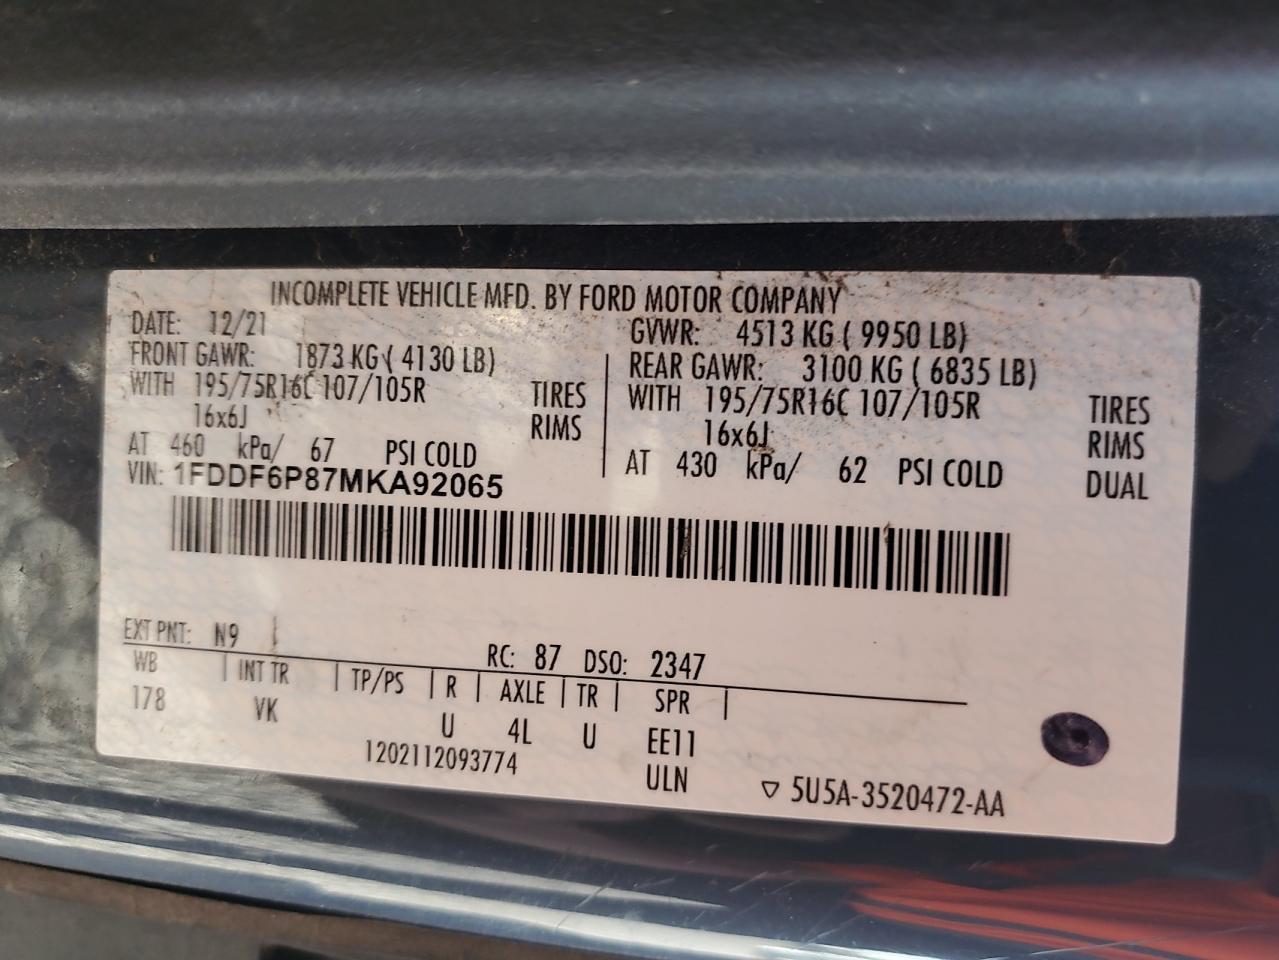 INCOMPLETE VEHICLE MFD. BY FORD MOTOR COMPANY
DATE: 12/21 GVWR: 4513 KG ( 9950 LB)
FRONT GAWR: 1873 KG ( 4130 LB) REAR GAWR: 3100 KG ( 6835 LB)
WITH 195/75R16C 107/105R TIRES WITH 195/75R16C 107/105R TIRES
16x6J RIMS 16x6J RIMS
AT 460 kPa/ 67 PSI COLD AT 430 kPa/ 62 PSI COLD DUAL
VIN: 1FDDF6P87MKA92065
EXT PNT: N9 RC: 87 DSO: 2347
WB INT TR TP/PS R AXLE TR SPR
178 VK U 4L U EE11
1202112093774 ULN ▽ 5U5A-3520472-AA